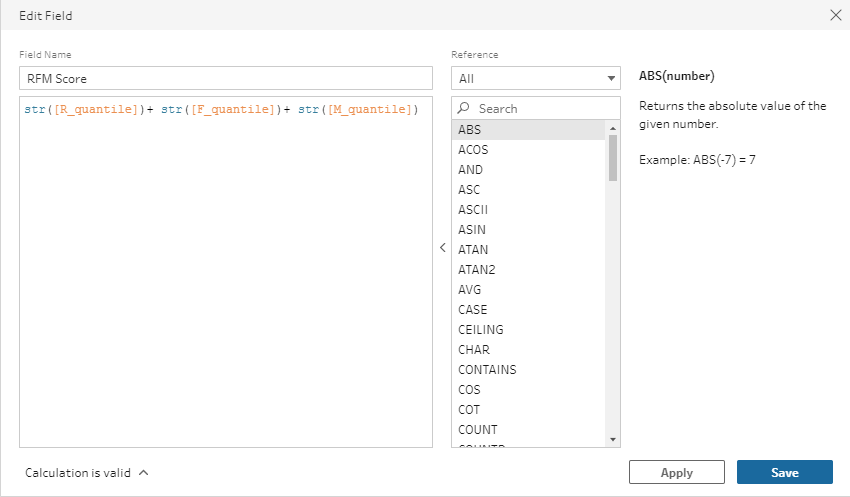 Edit Field
Field Name
RFM Score
str([R_quantile])+ str([F_quantile])+ str([M_quantile])
Reference
All
Search
ABS
ACOS
AND
ASC
ASCII
ASIN
ATAN
ATAN2
AVG
CASE
CEILING
CHAR
CONTAINS
COS
COT
COUNT
COUNTD
ABS(number)
Returns the absolute value of the
given number.
Example: ABS(-7) = 7
Calculation is valid
Apply
Save